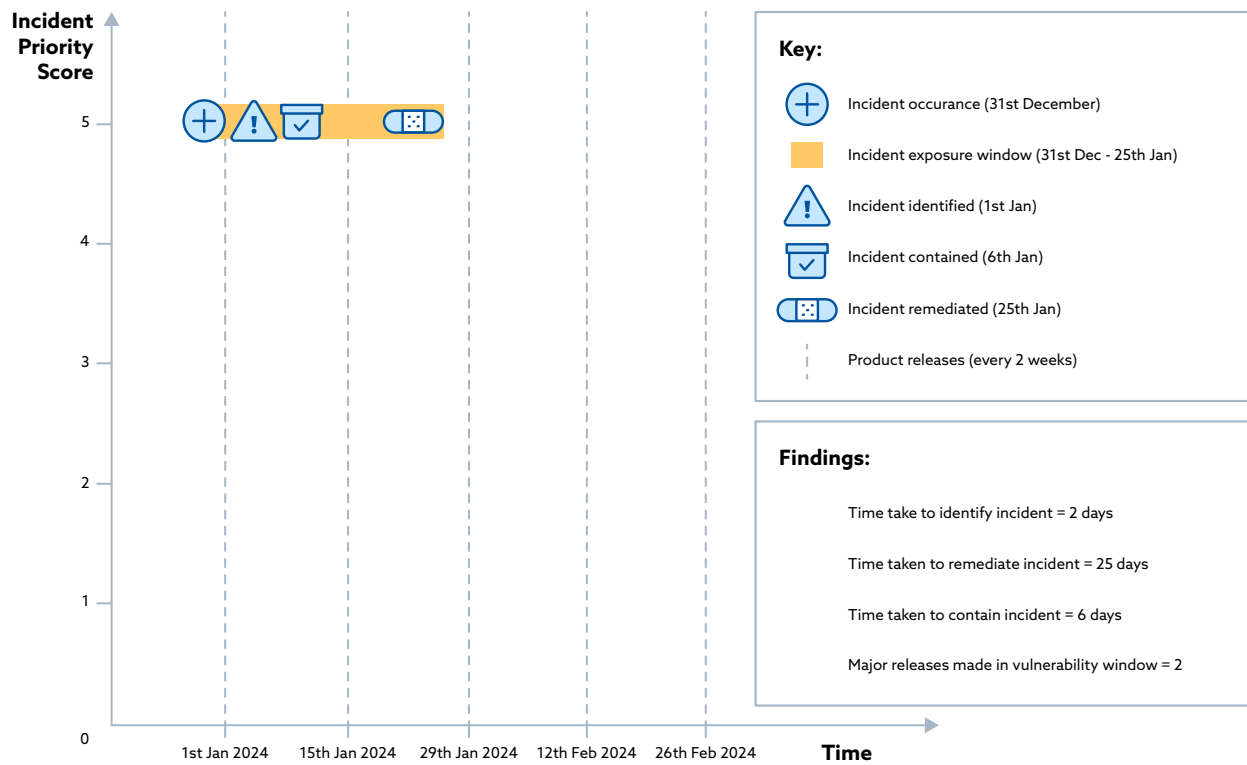 Incident
Priority
Score
5
4
3
2
1
0
1st Jan 2024
15th Jan 2024
29th Jan 2024
12th Feb 2024
26th Feb 2024
Time
Key:
Incident occurance (31st December)
Incident exposure window (31st Dec - 25th Jan)
Incident identified (1st Jan)
Incident contained (6th Jan)
Incident remediated (25th Jan)
Product releases (every 2 weeks)
Findings:
Time take to identify incident = 2 days
Time taken to remediate incident = 25 days
Time taken to contain incident = 6 days
Major releases made in vulnerability window = 2